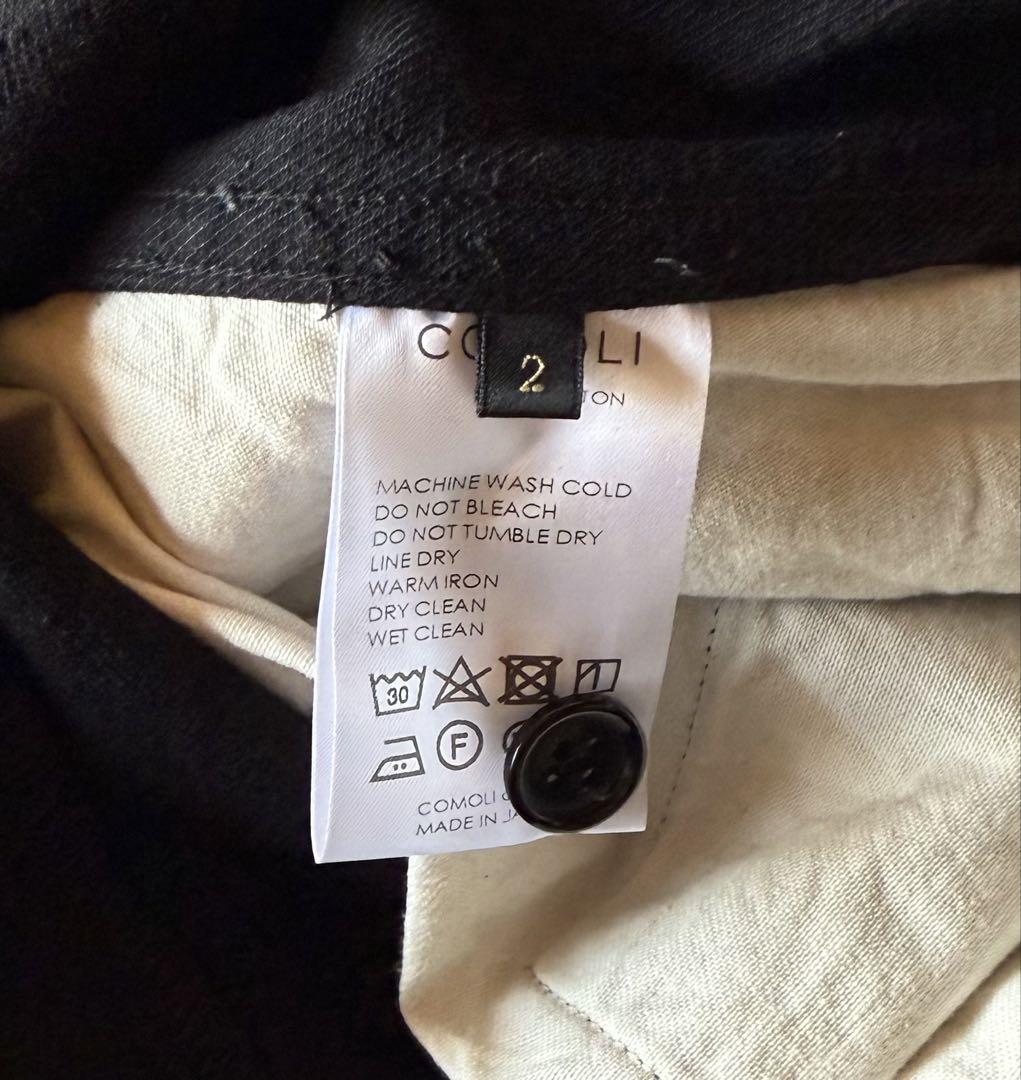 2
MACHINE WASH COLD
DO NOT BLEACH
DO NOT TUMBLE DRY
LINE DRY
WARM IRON
DRY CLEAN
WET CLEAN
30
F
COMOLI
MADE IN